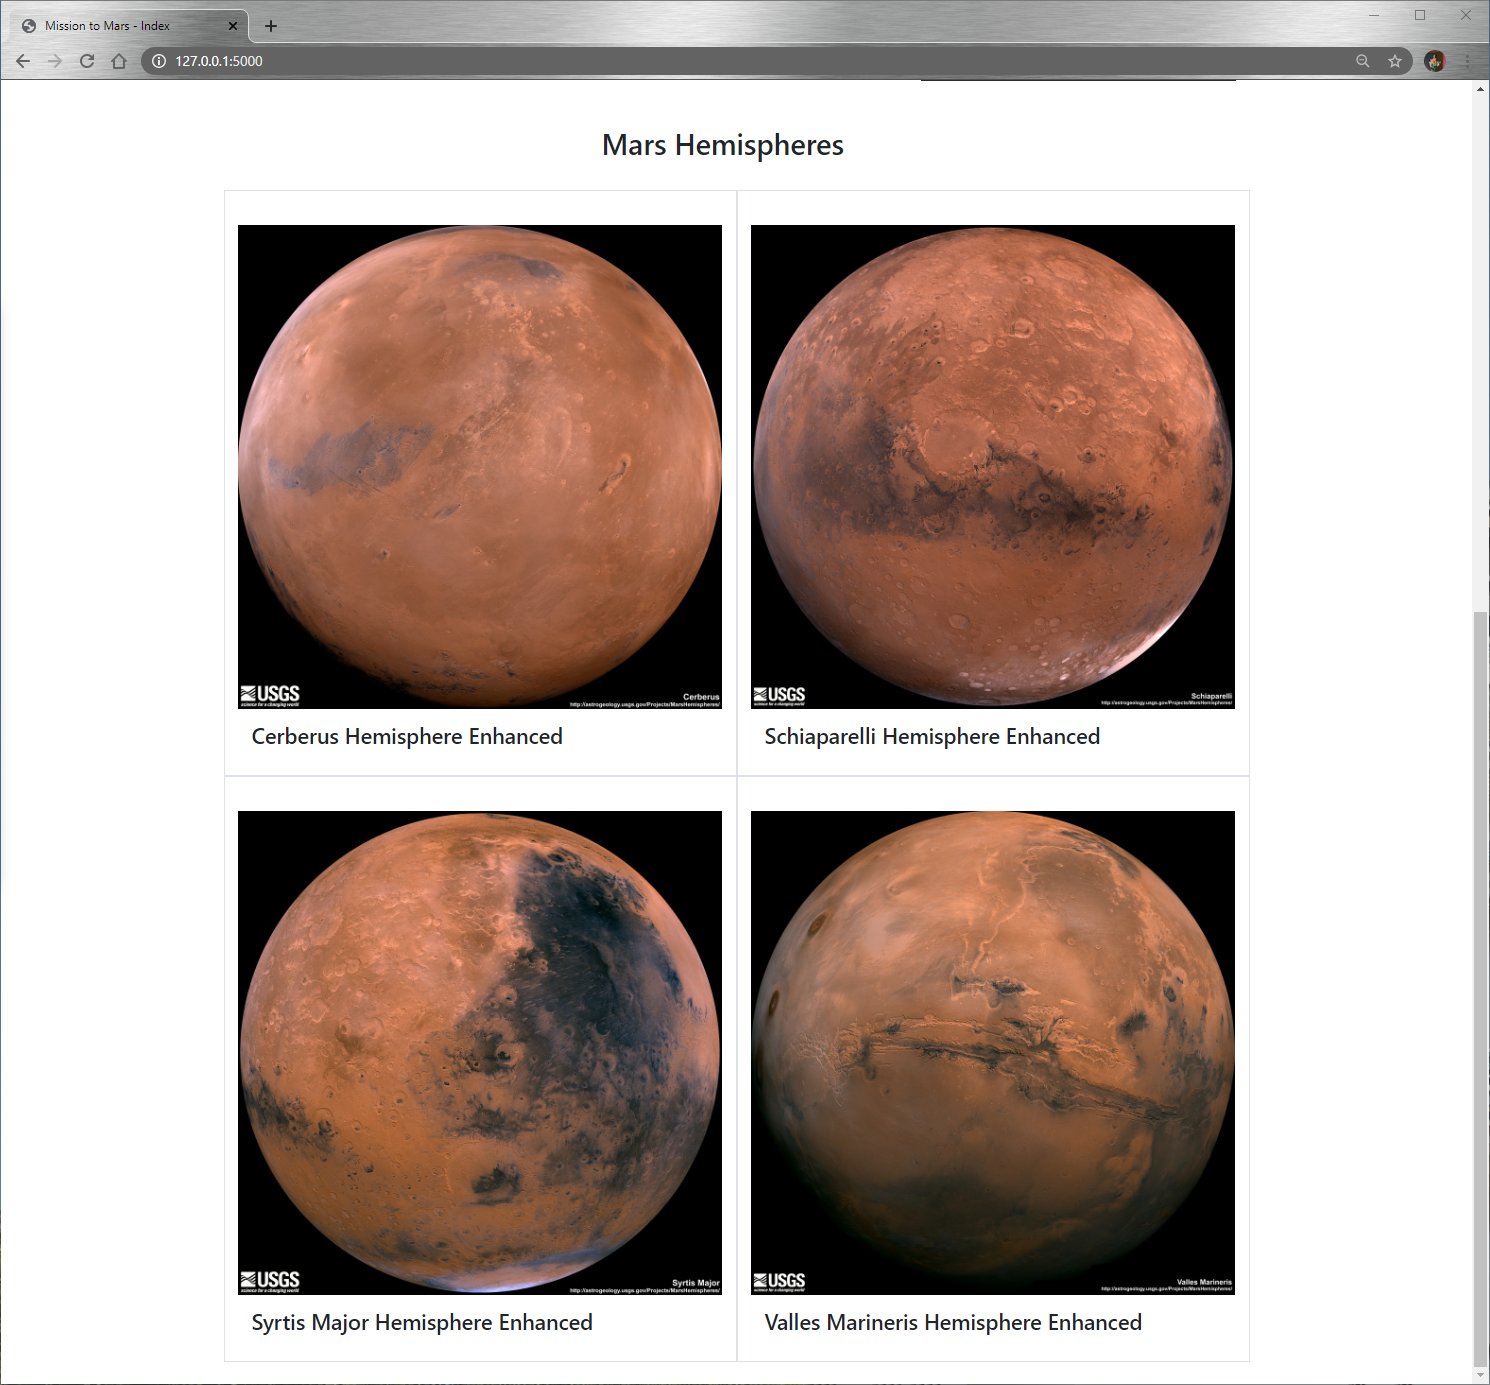 Mission to Mars - Index
127.0.0.1:5000
Mars Hemispheres
USGS
science for a changing world
Cerberus
http://astrogeology.usgs.gov/Projects/MarsHemispheres/
Cerberus Hemisphere Enhanced
USGS
science for a changing world
Schiaparelli
http://astrogeology.usgs.gov/Projects/MarsHemispheres/
Schiaparelli Hemisphere Enhanced
USGS
science for a changing world
Syrtis Major
http://astrogeology.usgs.gov/Projects/MarsHemispheres/
Syrtis Major Hemisphere Enhanced
USGS
science for a changing world
Valles Marineris
http://astrogeology.usgs.gov/Projects/MarsHemispheres/
Valles Marineris Hemisphere Enhanced